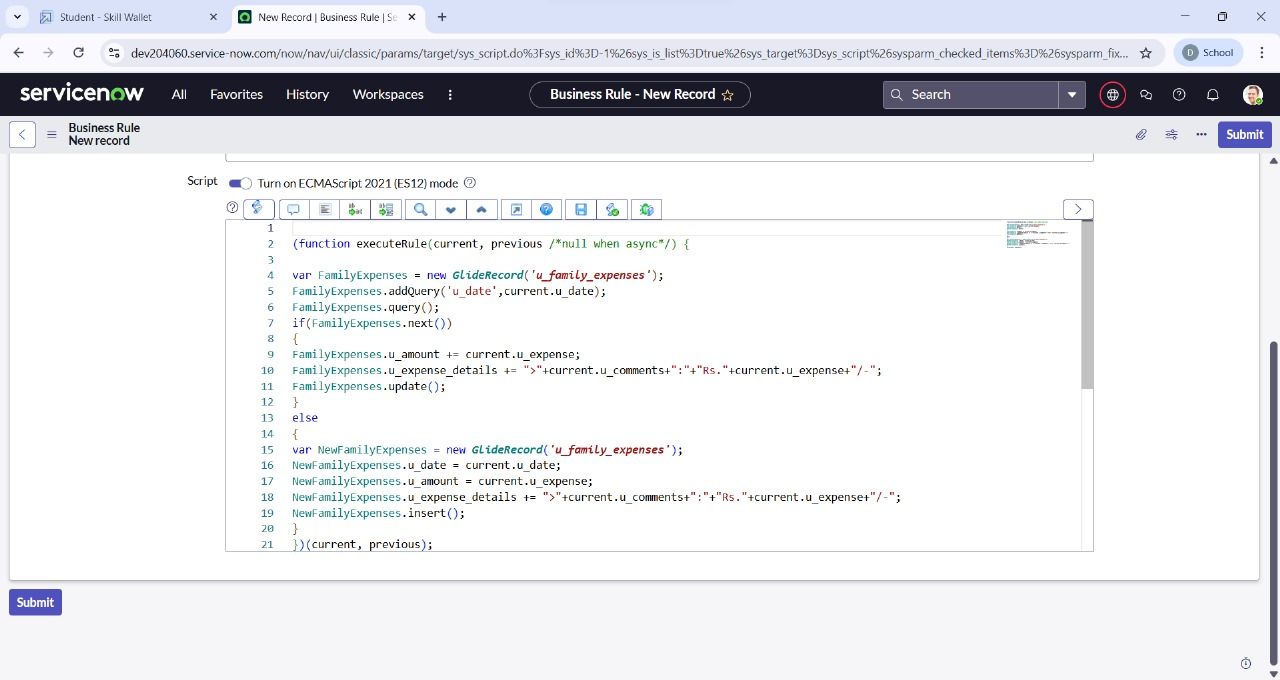 Student - Skill Wallet
New Record | Business Rule | Se
dev204060.service-now.com/now/nav/ui/classic/params/target/sys_script.do%3Fsys_id%3D-1%26sys_is_list%3Dtrue%26sys_target%3Dsys_script%26sysparm_checked_items%3D%26sysparm_fix...
D School
servicenow All Favorites History Workspaces Business Rule - New Record Search
Business Rule
New record
Submit
Script Turn on ECMAScript 2021 (ES12) mode
1
2 (function executeRule(current, previous /*null when async*/) {
3
4 var FamilyExpenses = new GlideRecord('u_family_expenses');
5 FamilyExpenses.addQuery('u_date',current.u_date);
6 FamilyExpenses.query();
7 if(FamilyExpenses.next())
8 {
9 FamilyExpenses.u_amount += current.u_expense;
10 FamilyExpenses.u_expense_details += ">"+current.u_comments+":"+"Rs."+current.u_expense+"/-";
11 FamilyExpenses.update();
12 }
13 else
14 {
15 var NewFamilyExpenses = new GlideRecord('u_family_expenses');
16 NewFamilyExpenses.u_date = current.u_date;
17 NewFamilyExpenses.u_amount = current.u_expense;
18 NewFamilyExpenses.u_expense_details += ">"+current.u_comments+":"+"Rs."+current.u_expense+"/-";
19 NewFamilyExpenses.insert();
20 }
21 })(current, previous);
Submit